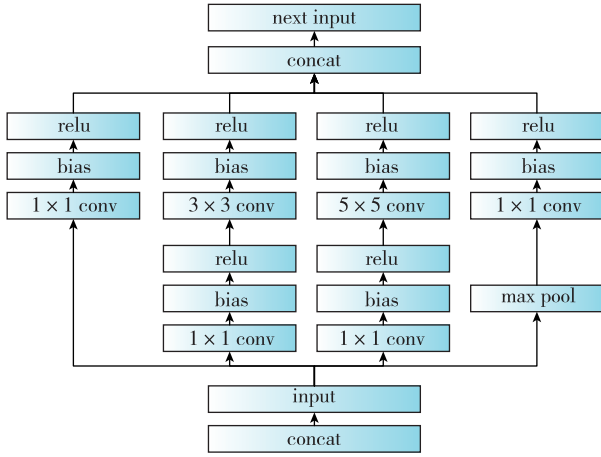 next input
concat
relu relu relu relu
bias bias bias bias
1 × 1 conv 3 × 3 conv 5 × 5 conv 1 × 1 conv
relu relu
bias bias max pool
1 × 1 conv 1 × 1 conv
input
concat